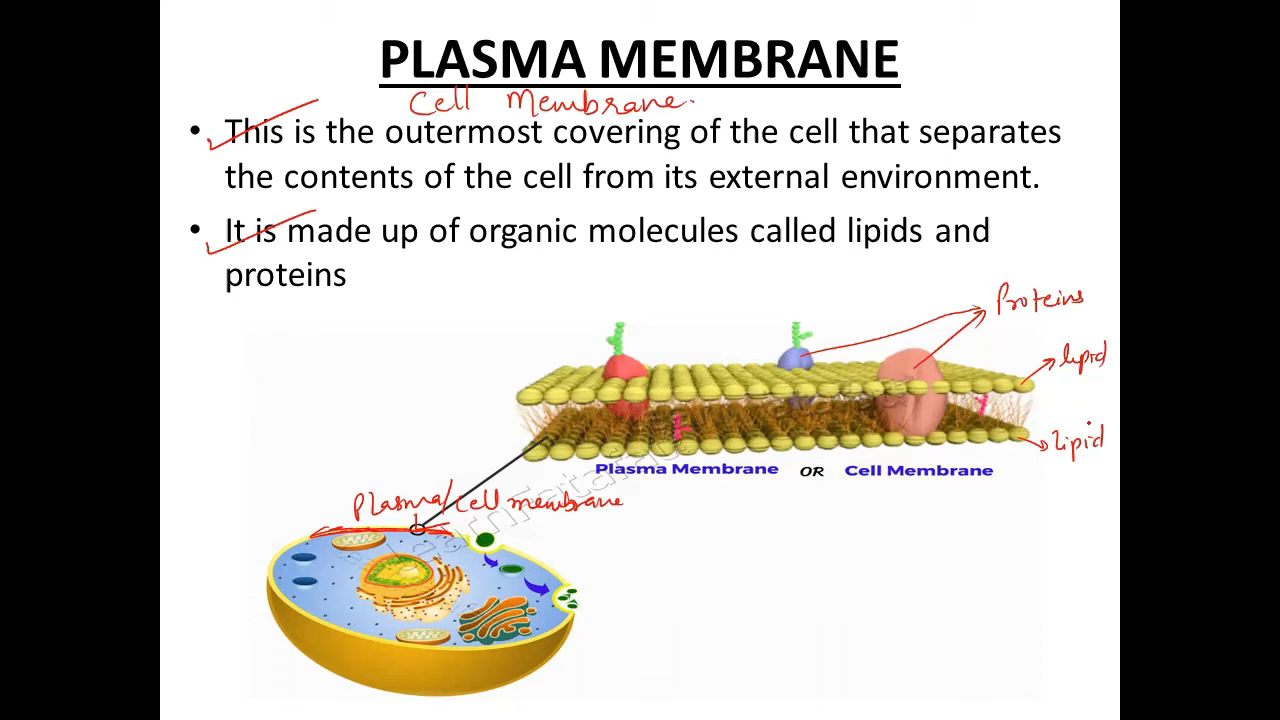 PLASMA MEMBRANE
Cell Membrane.
• This is the outermost covering of the cell that separates
the contents of the cell from its external environment.
• It is made up of organic molecules called lipids and
proteins
Proteins
lipid
Lipid
Plasma Membrane OR Cell Membrane
Plasma/cell membrane
LearnFatafat